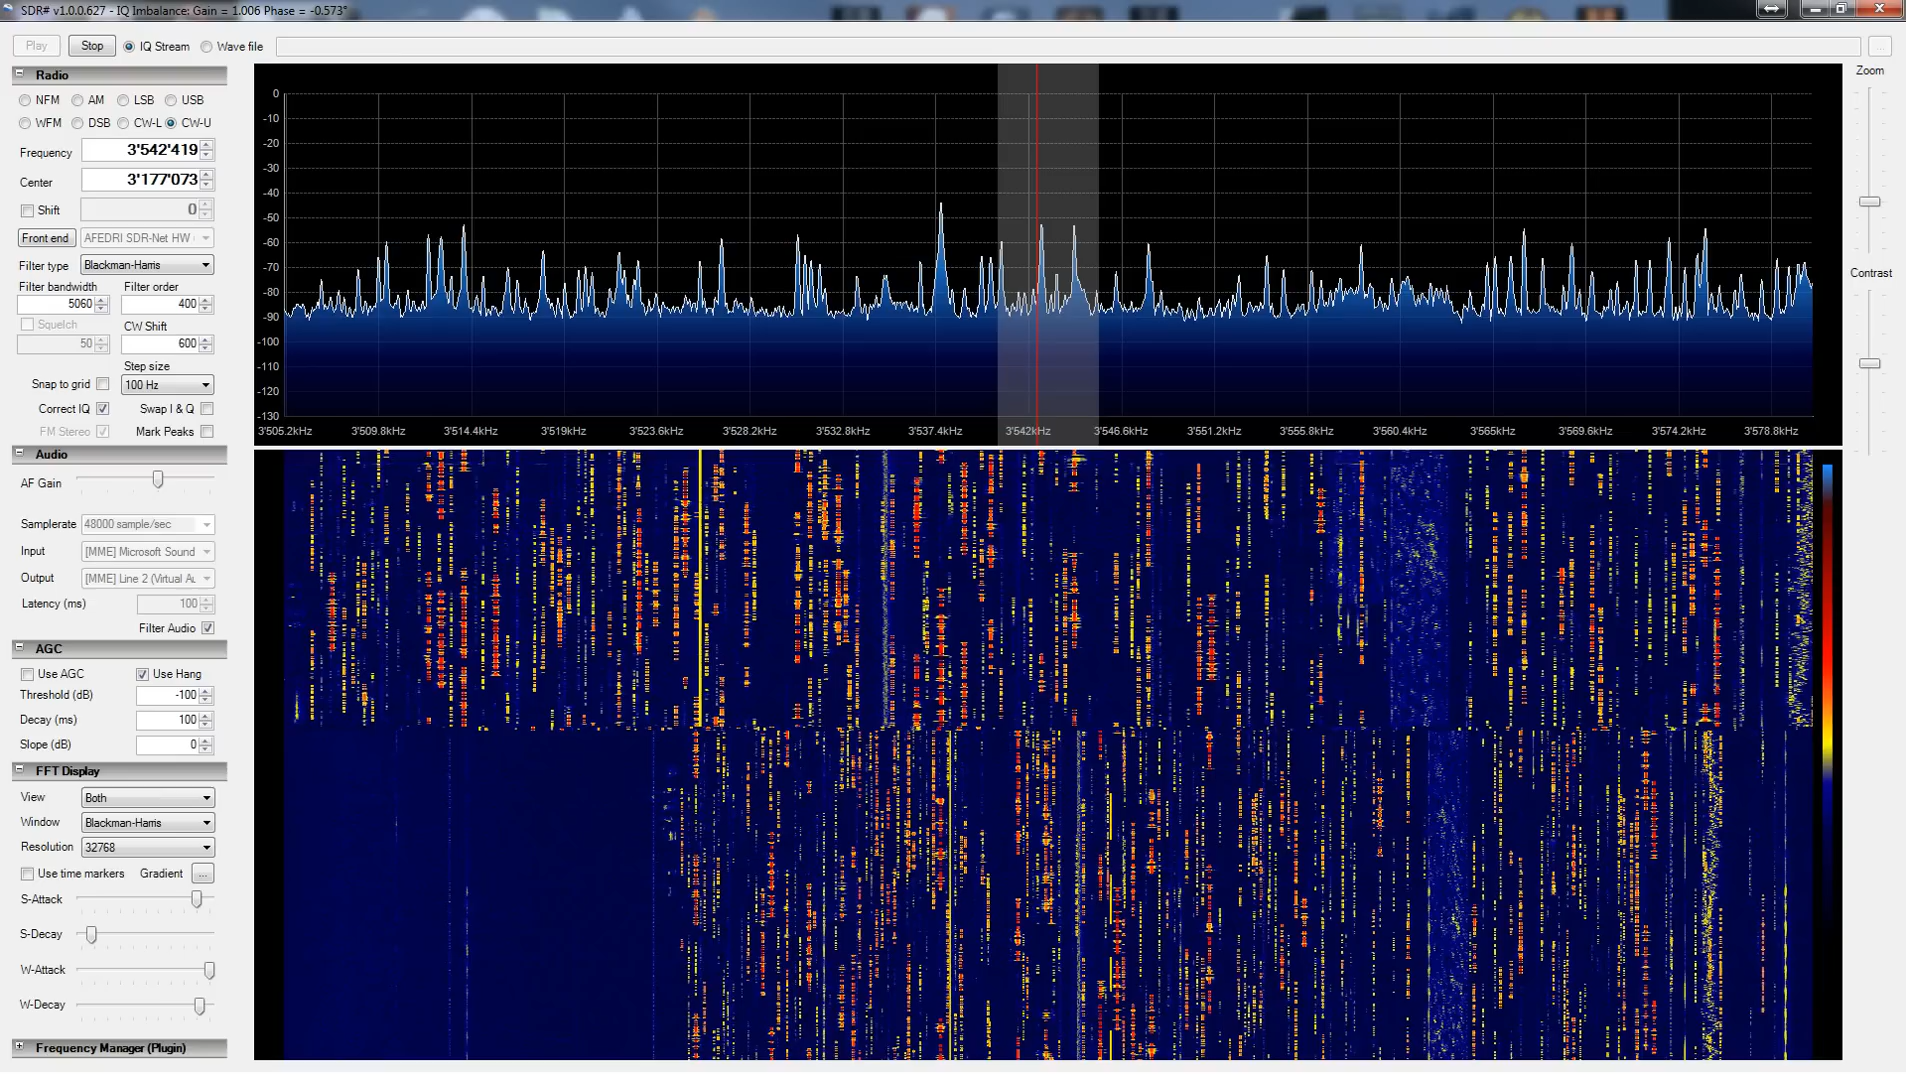 SDR# v1.0.0.627 - IQ Imbalance: Gain = 1.006 Phase = -0.573°
Play Stop IQ Stream Wave file ...
Radio
NFM AM LSB USB
WFM DSB CW-L CW-U
Frequency 3'542'419
Center 3'177'073
Shift 0
Front end AFEDRI SDR-Net HW
Filter type Blackman-Harris
Filter bandwidth Filter order
5060 400
Squelch CW Shift
50 600
Step size
Snap to grid 100 Hz
Correct IQ Swap I & Q
FM Stereo Mark Peaks
Audio
AF Gain
Samplerate 48000 sample/sec
Input [MME] Microsoft Sound
Output [MME] Line 2 (Virtual Au
Latency (ms) 100
Filter Audio
AGC
Use AGC Use Hang
Threshold (dB) -100
Decay (ms) 100
Slope (dB) 0
FFT Display
View Both
Window Blackman-Harris
Resolution 32768
Use time markers Gradient ...
S-Attack
S-Decay
W-Attack
W-Decay
Frequency Manager (Plugin)
0
-10
-20
-30
-40
-50
-60
-70
-80
-90
-100
-110
-120
-130
3'505.2kHz 3'509.8kHz 3'514.4kHz 3'519kHz 3'523.6kHz 3'528.2kHz 3'532.8kHz 3'537.4kHz 3'542kHz 3'546.6kHz 3'551.2kHz 3'555.8kHz 3'560.4kHz 3'565kHz 3'569.6kHz 3'574.2kHz 3'578.8kHz
Zoom
Contrast